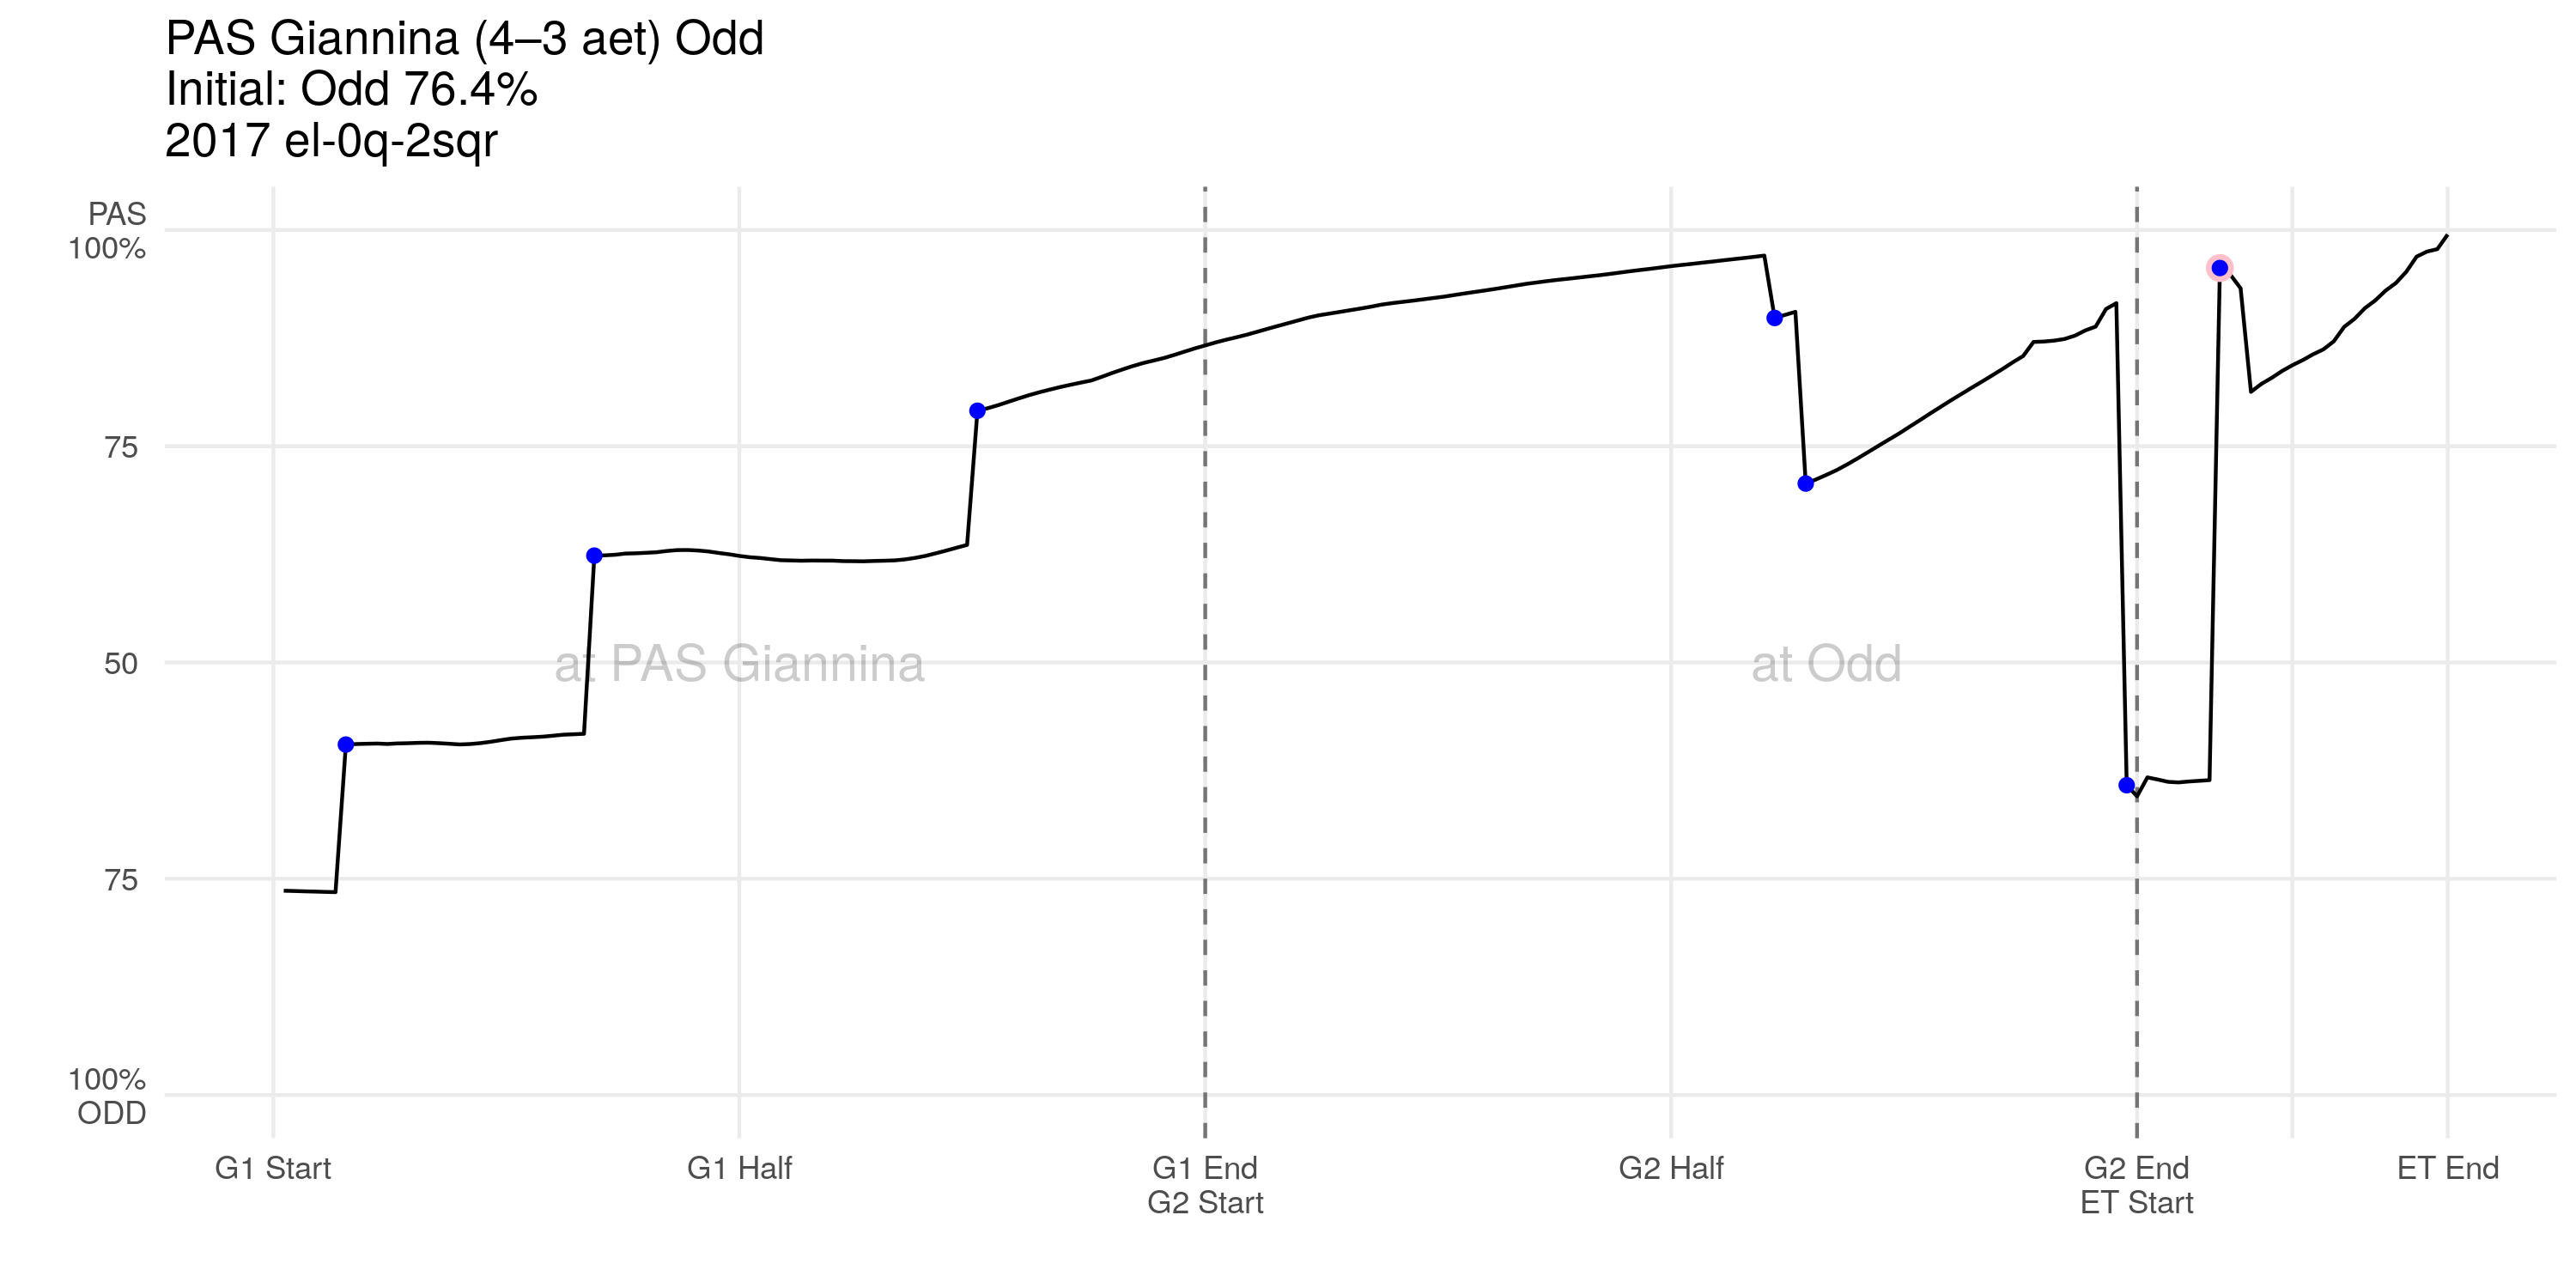 PAS Giannina (4–3 aet) Odd
Initial: Odd 76.4%
2017 el-0q-2sqr
PAS
100%
75
50
75
100%
ODD
at PAS Giannina
at Odd
G1 Start
G1 Half
G1 End
G2 Start
G2 Half
G2 End
ET Start
ET End